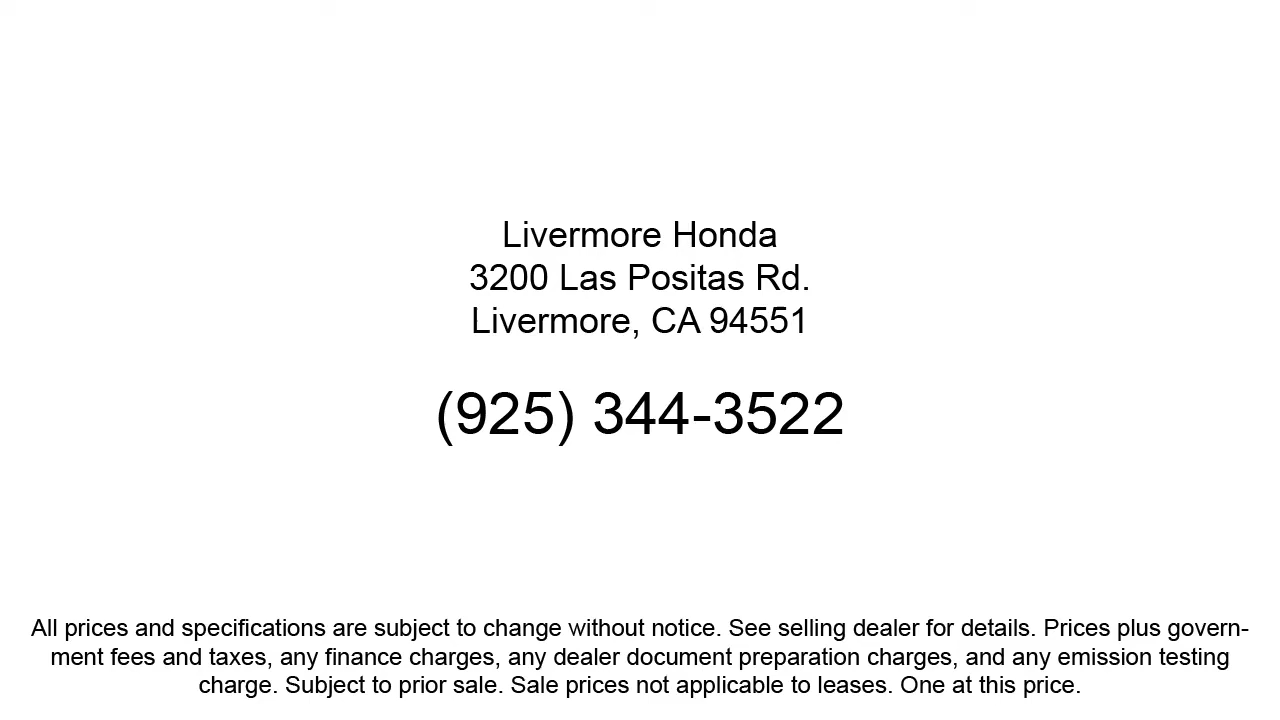 Livermore Honda
3200 Las Positas Rd.
Livermore, CA 94551
(925) 344-3522
All prices and specifications are subject to change without notice. See selling dealer for details. Prices plus govern-
ment fees and taxes, any finance charges, any dealer document preparation charges, and any emission testing
charge. Subject to prior sale. Sale prices not applicable to leases. One at this price.